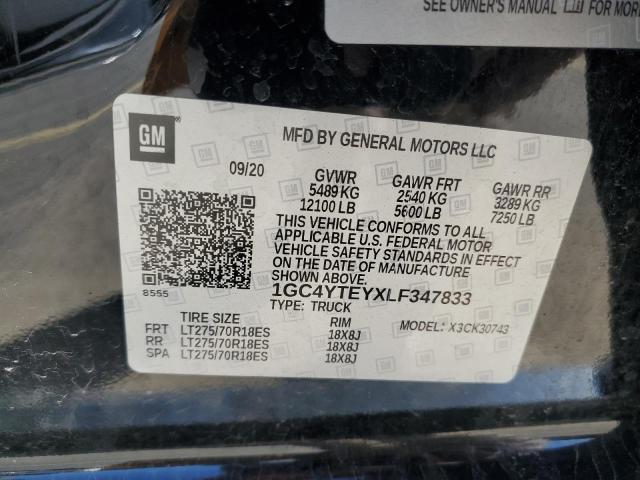 SEE OWNER'S MANUAL FOR MORE
GM
MFD BY GENERAL MOTORS LLC
09/20
GVWR GAWR FRT GAWR RR
5489 KG 2540 KG 3289 KG
12100 LB 5600 LB 7250 LB
THIS VEHICLE CONFORMS TO ALL
APPLICABLE U.S. FEDERAL MOTOR
VEHICLE SAFETY STANDARDS IN EFFECT
ON THE DATE OF MANUFACTURE
SHOWN ABOVE.
8555
1GC4YTEYXLF347833
TYPE: TRUCK
MODEL: X3CK30743
TIRE SIZE RIM
FRT LT275/70R18ES 18X8J
RR LT275/70R18ES 18X8J
SPA LT275/70R18ES 18X8J